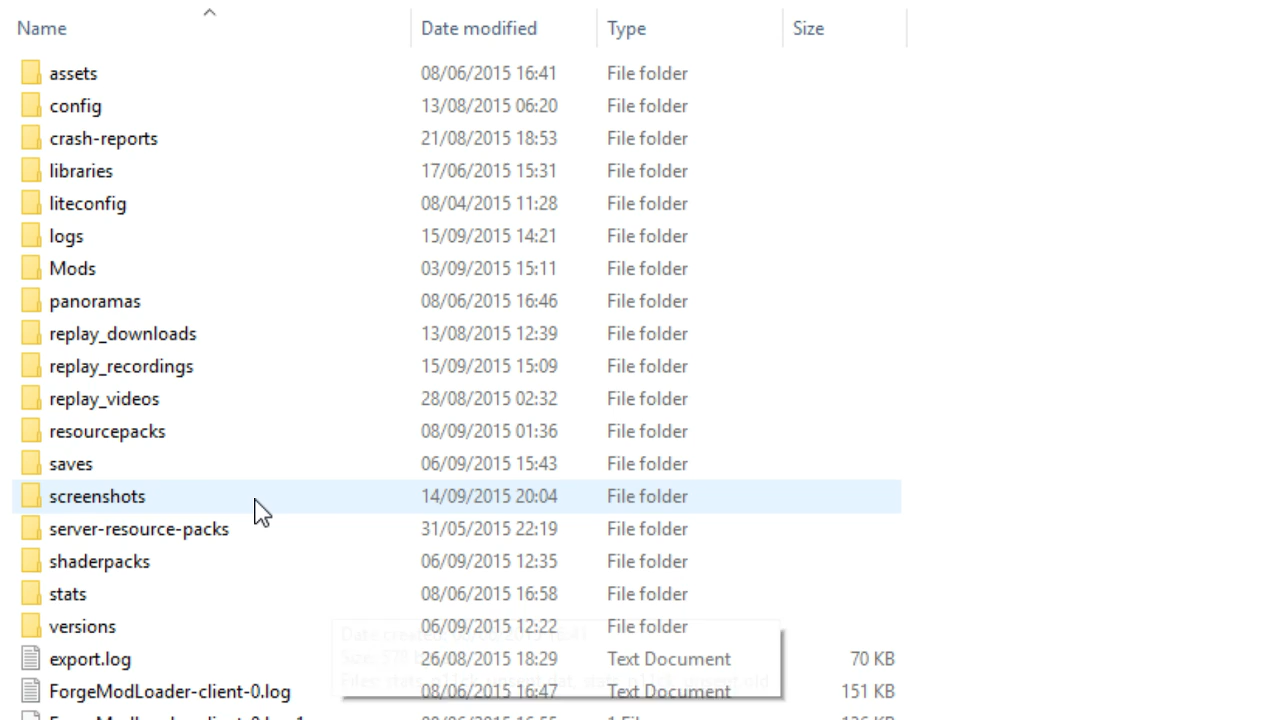 Name Date modified Type Size
assets 08/06/2015 16:41 File folder
config 13/08/2015 06:20 File folder
crash-reports 21/08/2015 18:53 File folder
libraries 17/06/2015 15:31 File folder
liteconfig 08/04/2015 11:28 File folder
logs 15/09/2015 14:21 File folder
Mods 03/09/2015 15:11 File folder
panoramas 08/06/2015 16:46 File folder
replay_downloads 13/08/2015 12:39 File folder
replay_recordings 15/09/2015 15:09 File folder
replay_videos 28/08/2015 02:32 File folder
resourcepacks 08/09/2015 01:36 File folder
saves 06/09/2015 15:43 File folder
screenshots 14/09/2015 20:04 File folder
server-resource-packs 31/05/2015 22:19 File folder
shaderpacks 06/09/2015 12:35 File folder
stats 08/06/2015 16:58 File folder
versions 06/09/2015 12:22 File folder
export.log 26/08/2015 18:29 Text Document 70 KB
ForgeModLoader-client-0.log 08/06/2015 16:47 Text Document 151 KB